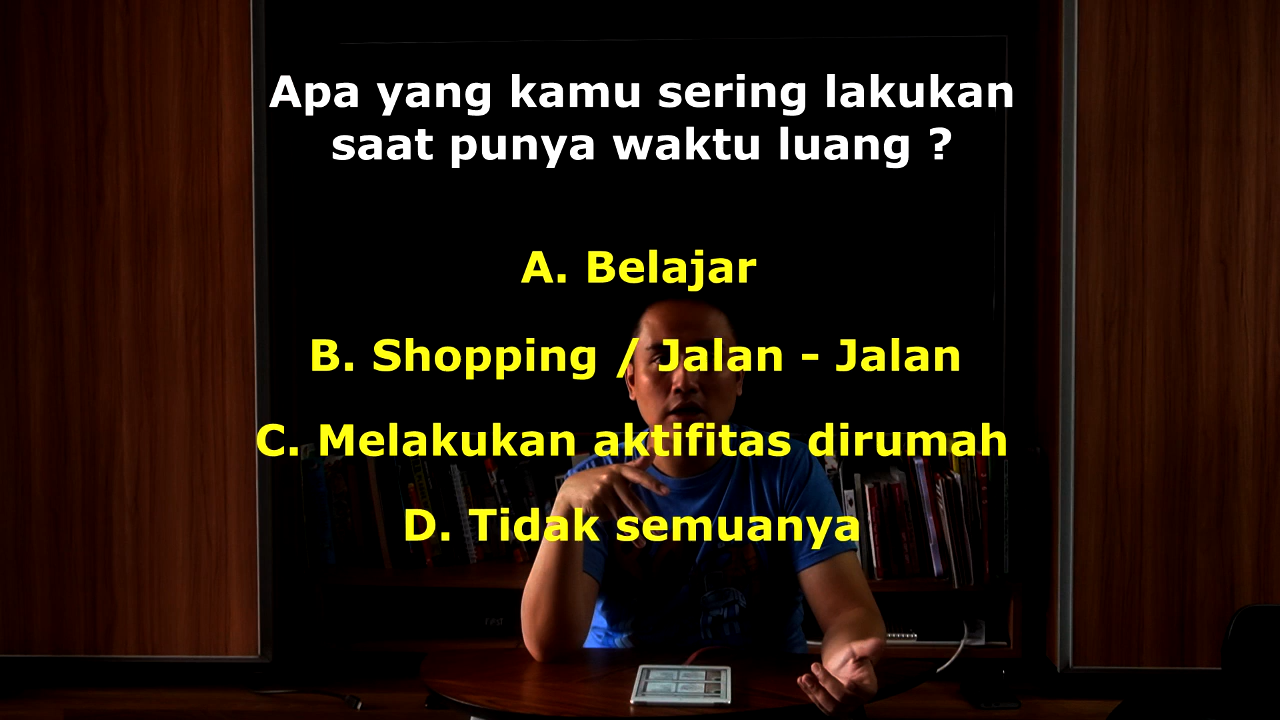 Apa yang kamu sering lakukan
saat punya waktu luang ?
A. Belajar
B. Shopping / Jalan - Jalan
C. Melakukan aktifitas dirumah
D. Tidak semuanya